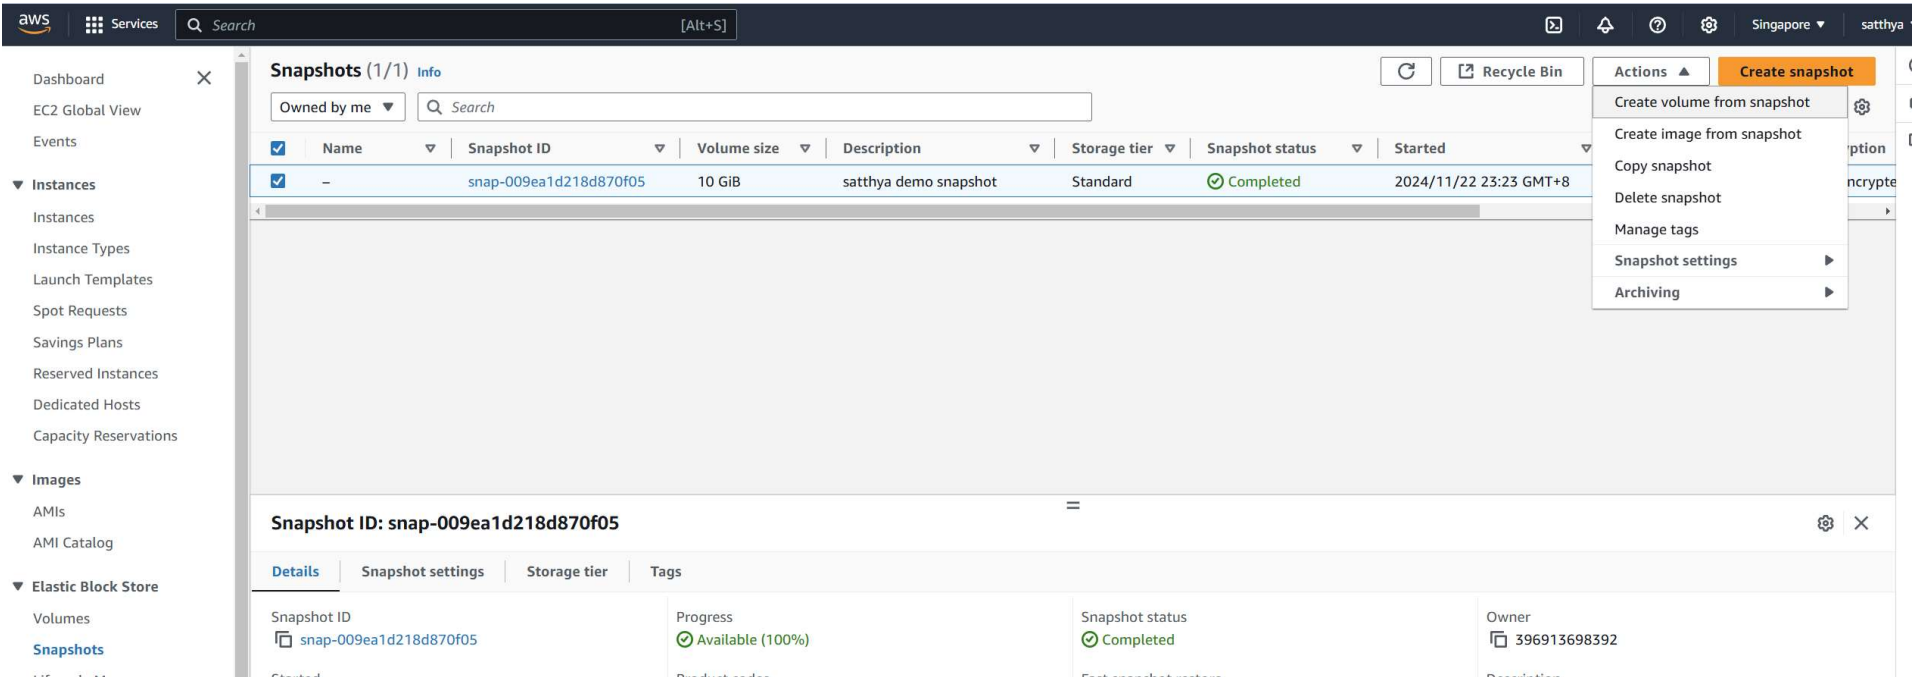 aws Services Search [Alt+S] Singapore satthya
Dashboard
EC2 Global View
Events
Instances
Instances
Instance Types
Launch Templates
Spot Requests
Savings Plans
Reserved Instances
Dedicated Hosts
Capacity Reservations
Images
AMIs
AMI Catalog
Elastic Block Store
Volumes
Snapshots
Snapshots (1/1) Info Recycle Bin Actions Create snapshot
Owned by me Search
Create volume from snapshot
Create image from snapshot
Copy snapshot
Delete snapshot
Manage tags
Snapshot settings
Archiving
Name Snapshot ID Volume size Description Storage tier Snapshot status Started
– snap-009ea1d218d870f05 10 GiB satthya demo snapshot Standard Completed 2024/11/22 23:23 GMT+8
Snapshot ID: snap-009ea1d218d870f05
Details Snapshot settings Storage tier Tags
Snapshot ID Progress Snapshot status Owner
snap-009ea1d218d870f05 Available (100%) Completed 396913698392